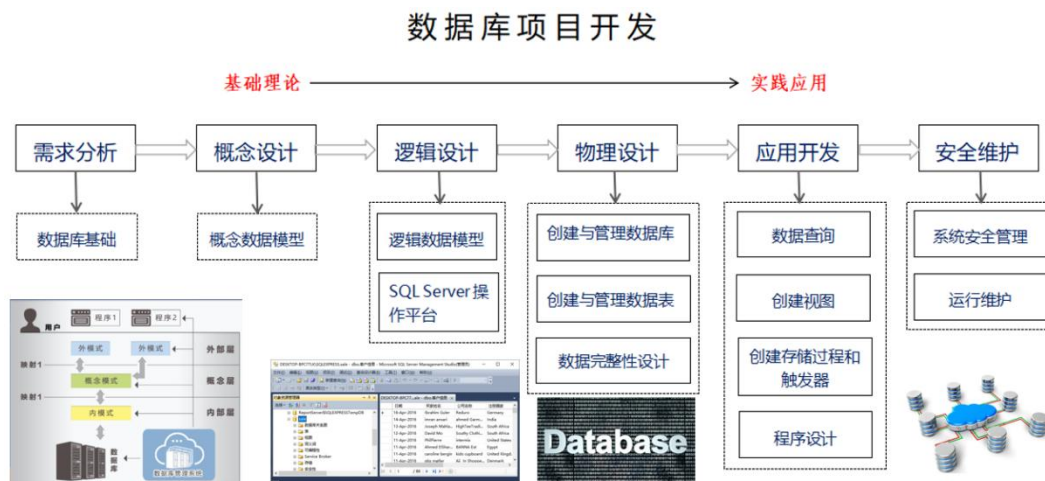 数据库项目开发
基础理论
实践应用
需求分析
概念设计
逻辑设计
物理设计
应用开发
安全维护
数据库基础
概念数据模型
逻辑数据模型
SQL Server 操
作平台
创建与管理数据库
创建与管理数据表
数据完整性设计
数据查询
创建视图
创建存储过程和
触发器
程序设计
系统安全管理
运行维护
用户
程序1
程序2
外模式
外模式
外部层
映射1
概念模式
概念层
映射1
内模式
内部层
数据库
数据库管理系统
Database